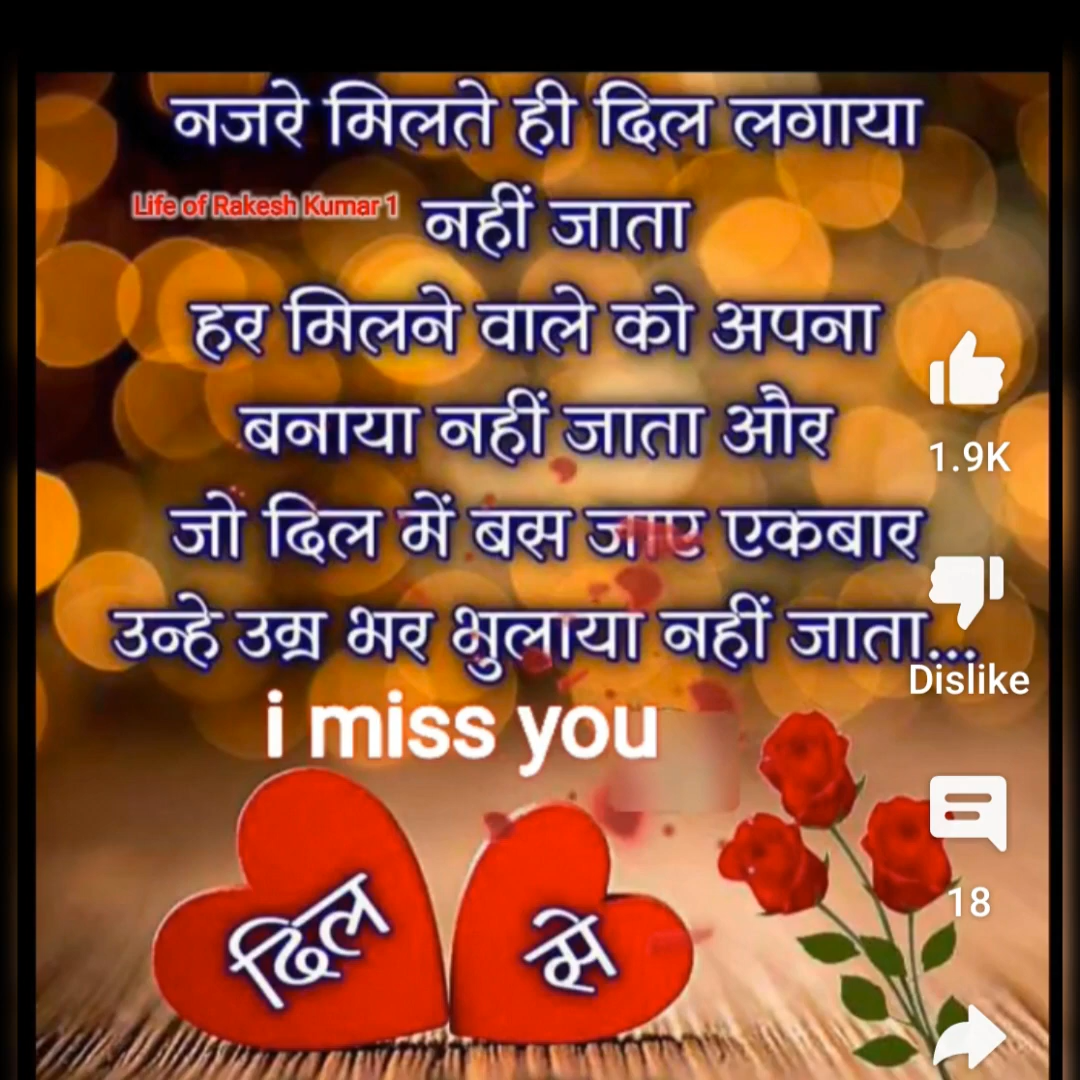 नजरे मिलते ही दिल लगाया
Life of Rakesh Kumar 1
नहीं जाता
हर मिलने वाले को अपना
बनाया नहीं जाता और
1.9K
जो दिल में बस जाए एकबार
उन्हे उम्र भर भुलाया नहीं जाता...
Dislike
i miss you
18
दिल
से